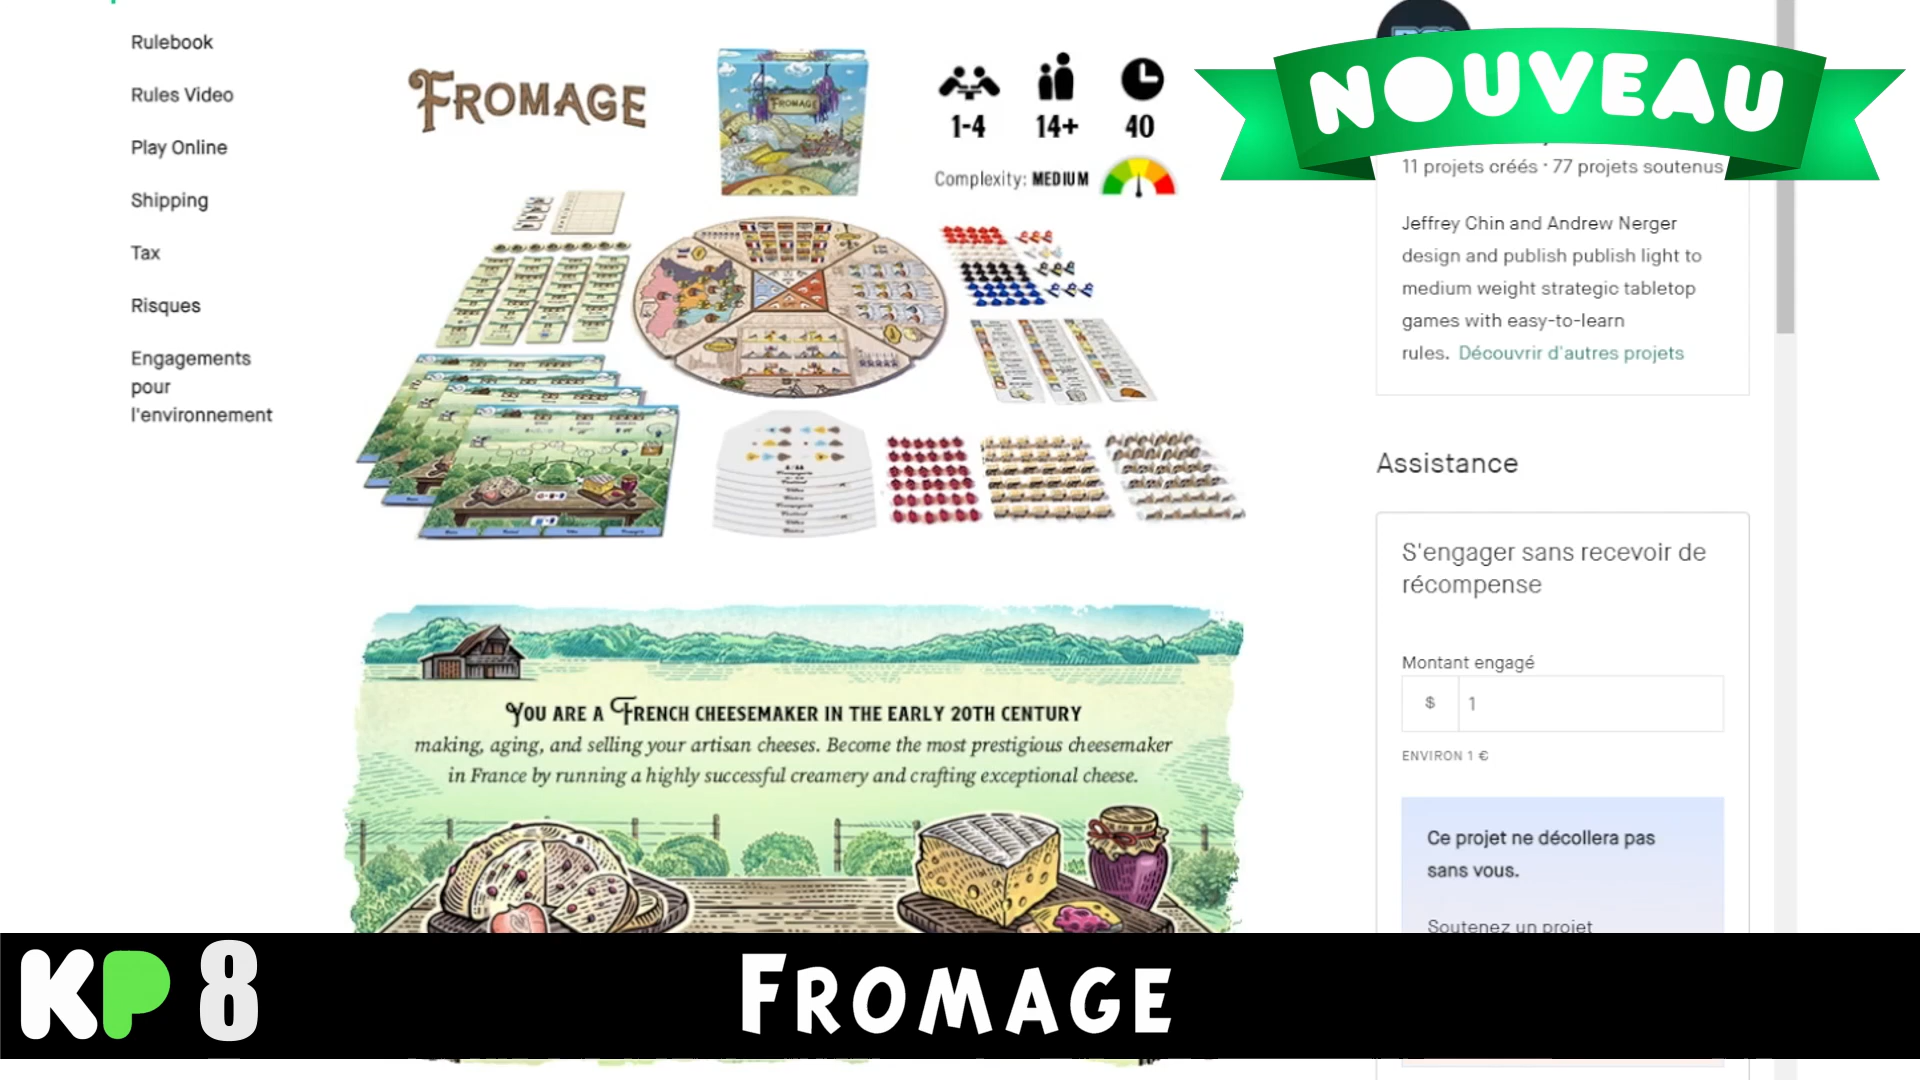 Rulebook
Rules Video
Play Online
Shipping
Tax
Risques
Engagements
pour
l'environnement
FROMAGE
FROMAGE
1-4
14+
40
Complexity: MEDIUM
NOUVEAU
11 projets créés · 77 projets soutenus
Jeffrey Chin and Andrew Nerger
design and publish publish light to
medium weight strategic tabletop
games with easy-to-learn
rules. Découvrir d'autres projets
Assistance
S'engager sans recevoir de
récompense
Montant engagé
$ 1
ENVIRON 1 €
Ce projet ne décollera pas
sans vous.
Soutenez un projet
YOU ARE A FRENCH CHEESEMAKER IN THE EARLY 20TH CENTURY
making, aging, and selling your artisan cheeses. Become the most prestigious cheesemaker
in France by running a highly successful creamery and crafting exceptional cheese.
KP 8
FROMAGE